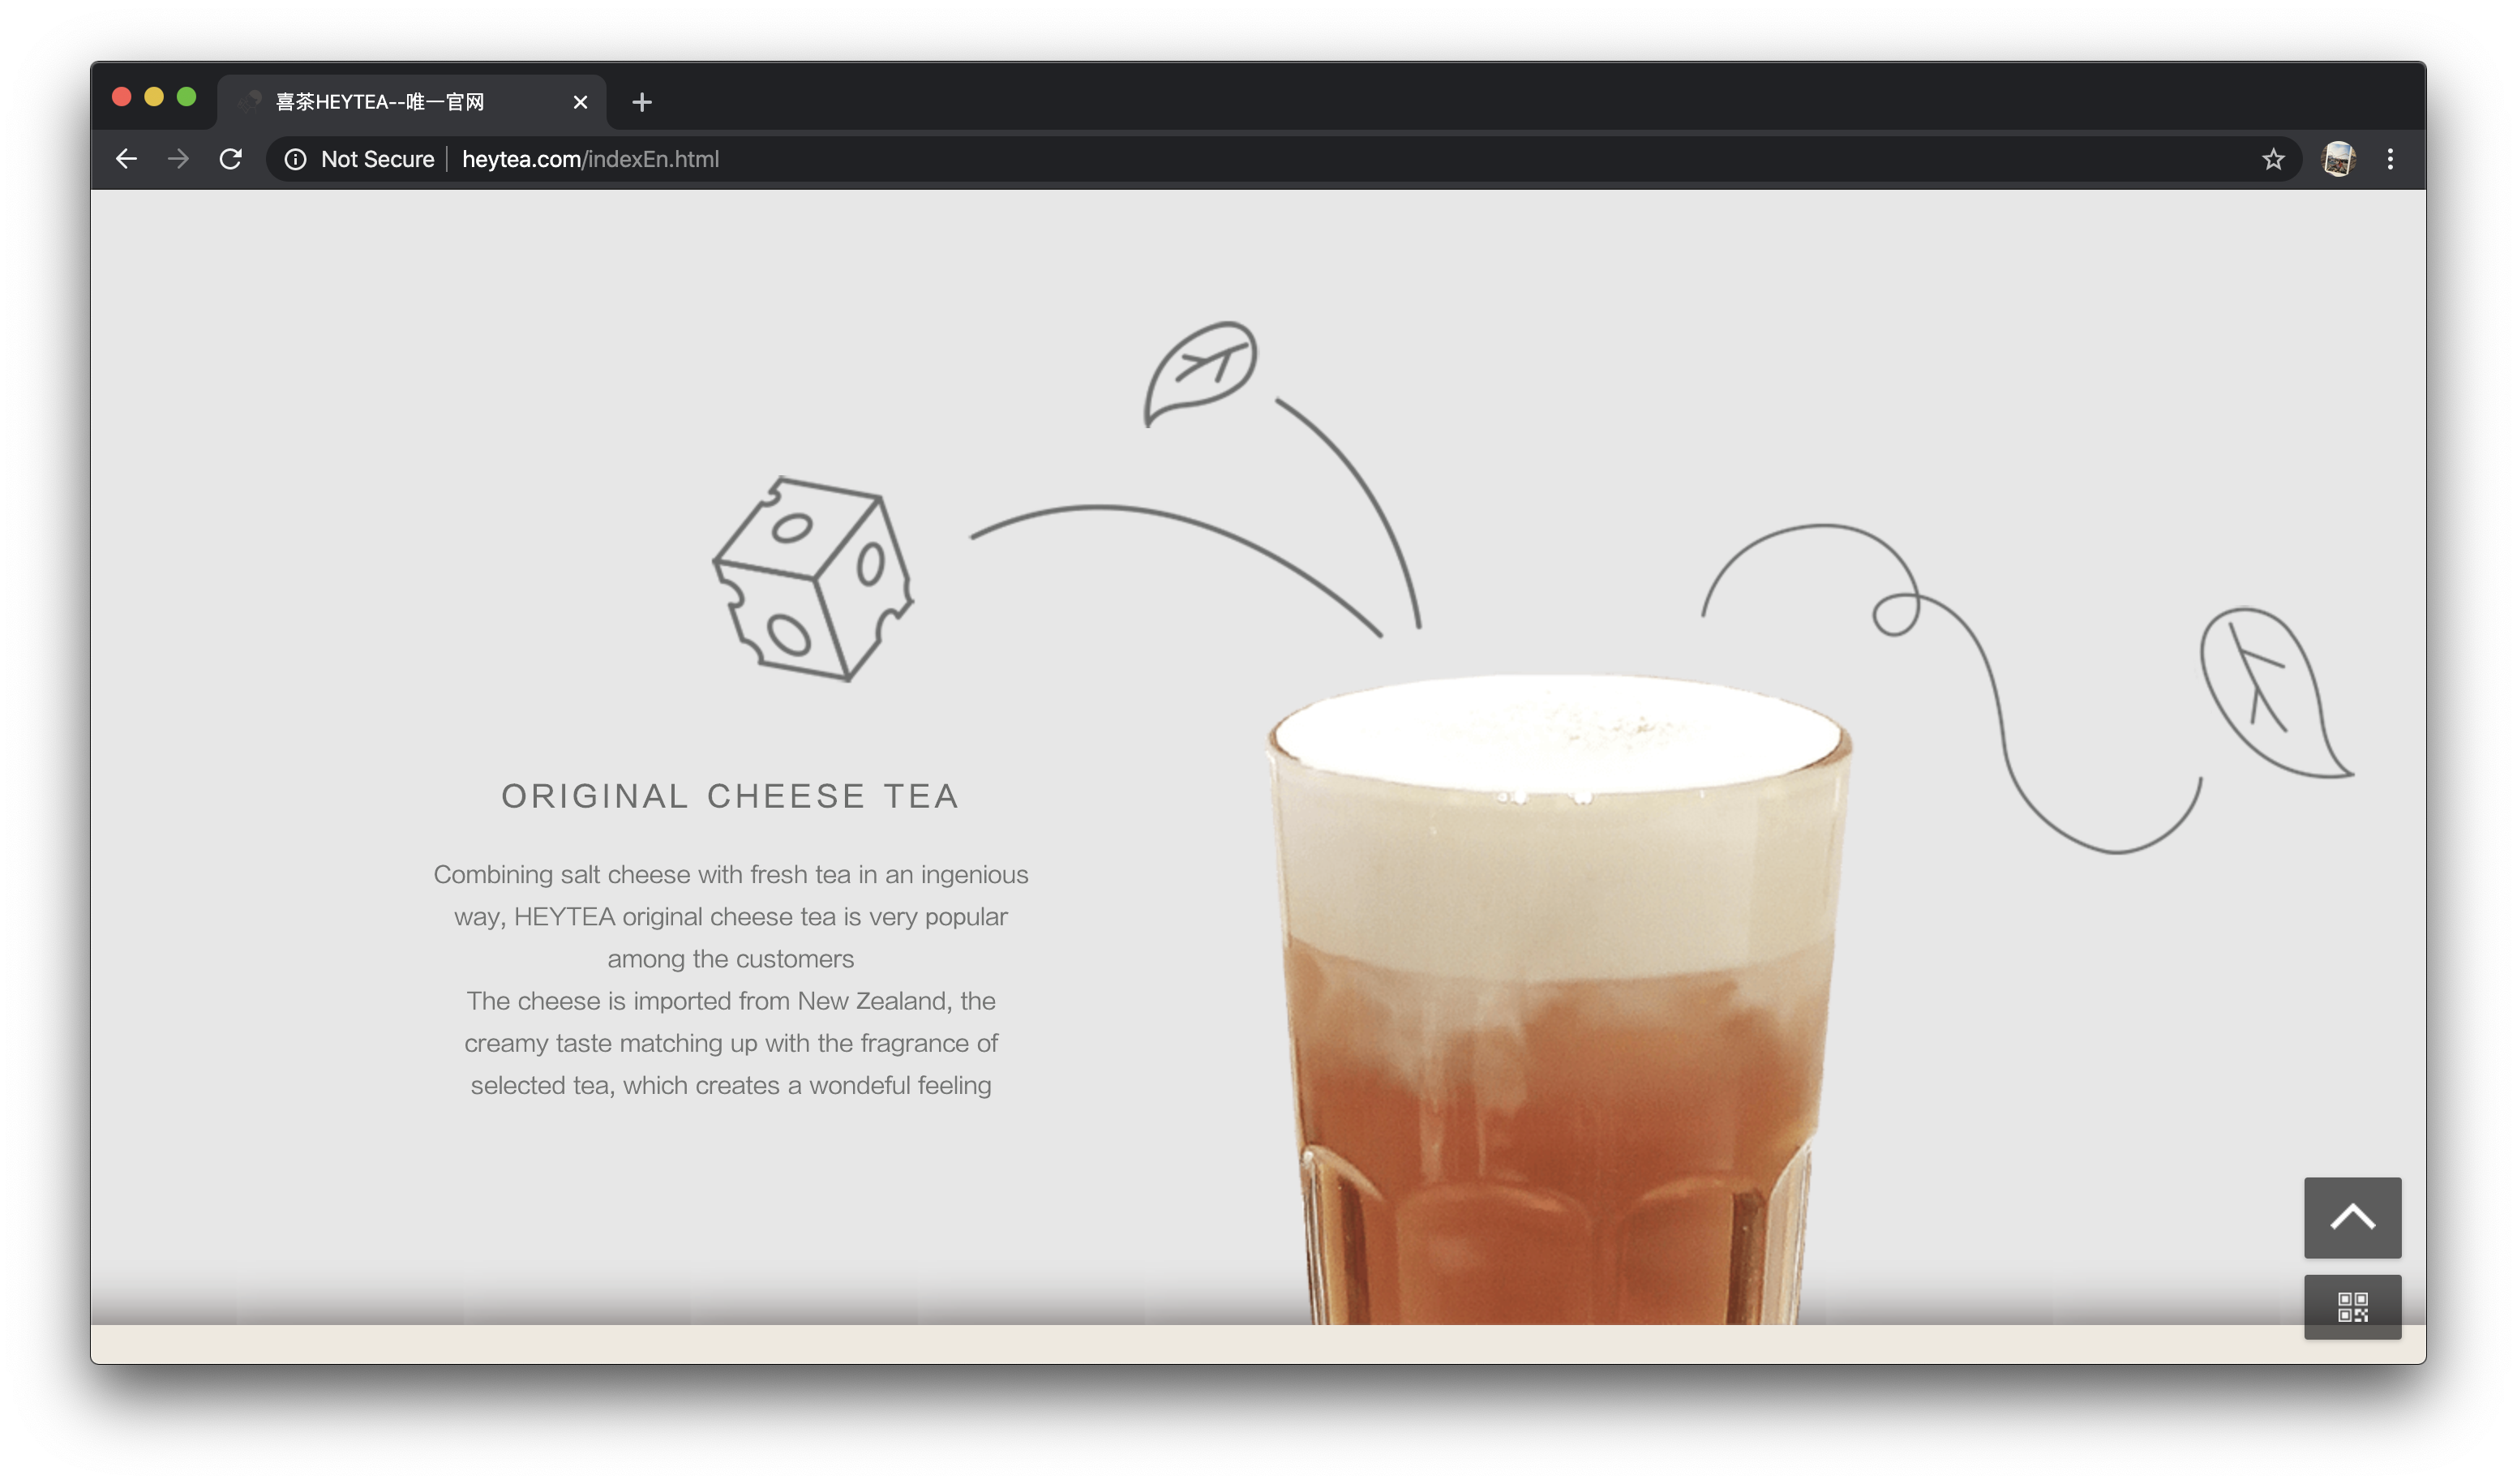 喜茶HEYTEA--唯一官网
Not Secure
heytea.com/indexEn.html
ORIGINAL CHEESE TEA
Combining salt cheese with fresh tea in an ingenious
way, HEYTEA original cheese tea is very popular
among the customers
The cheese is imported from New Zealand, the
creamy taste matching up with the fragrance of
selected tea, which creates a wondeful feeling